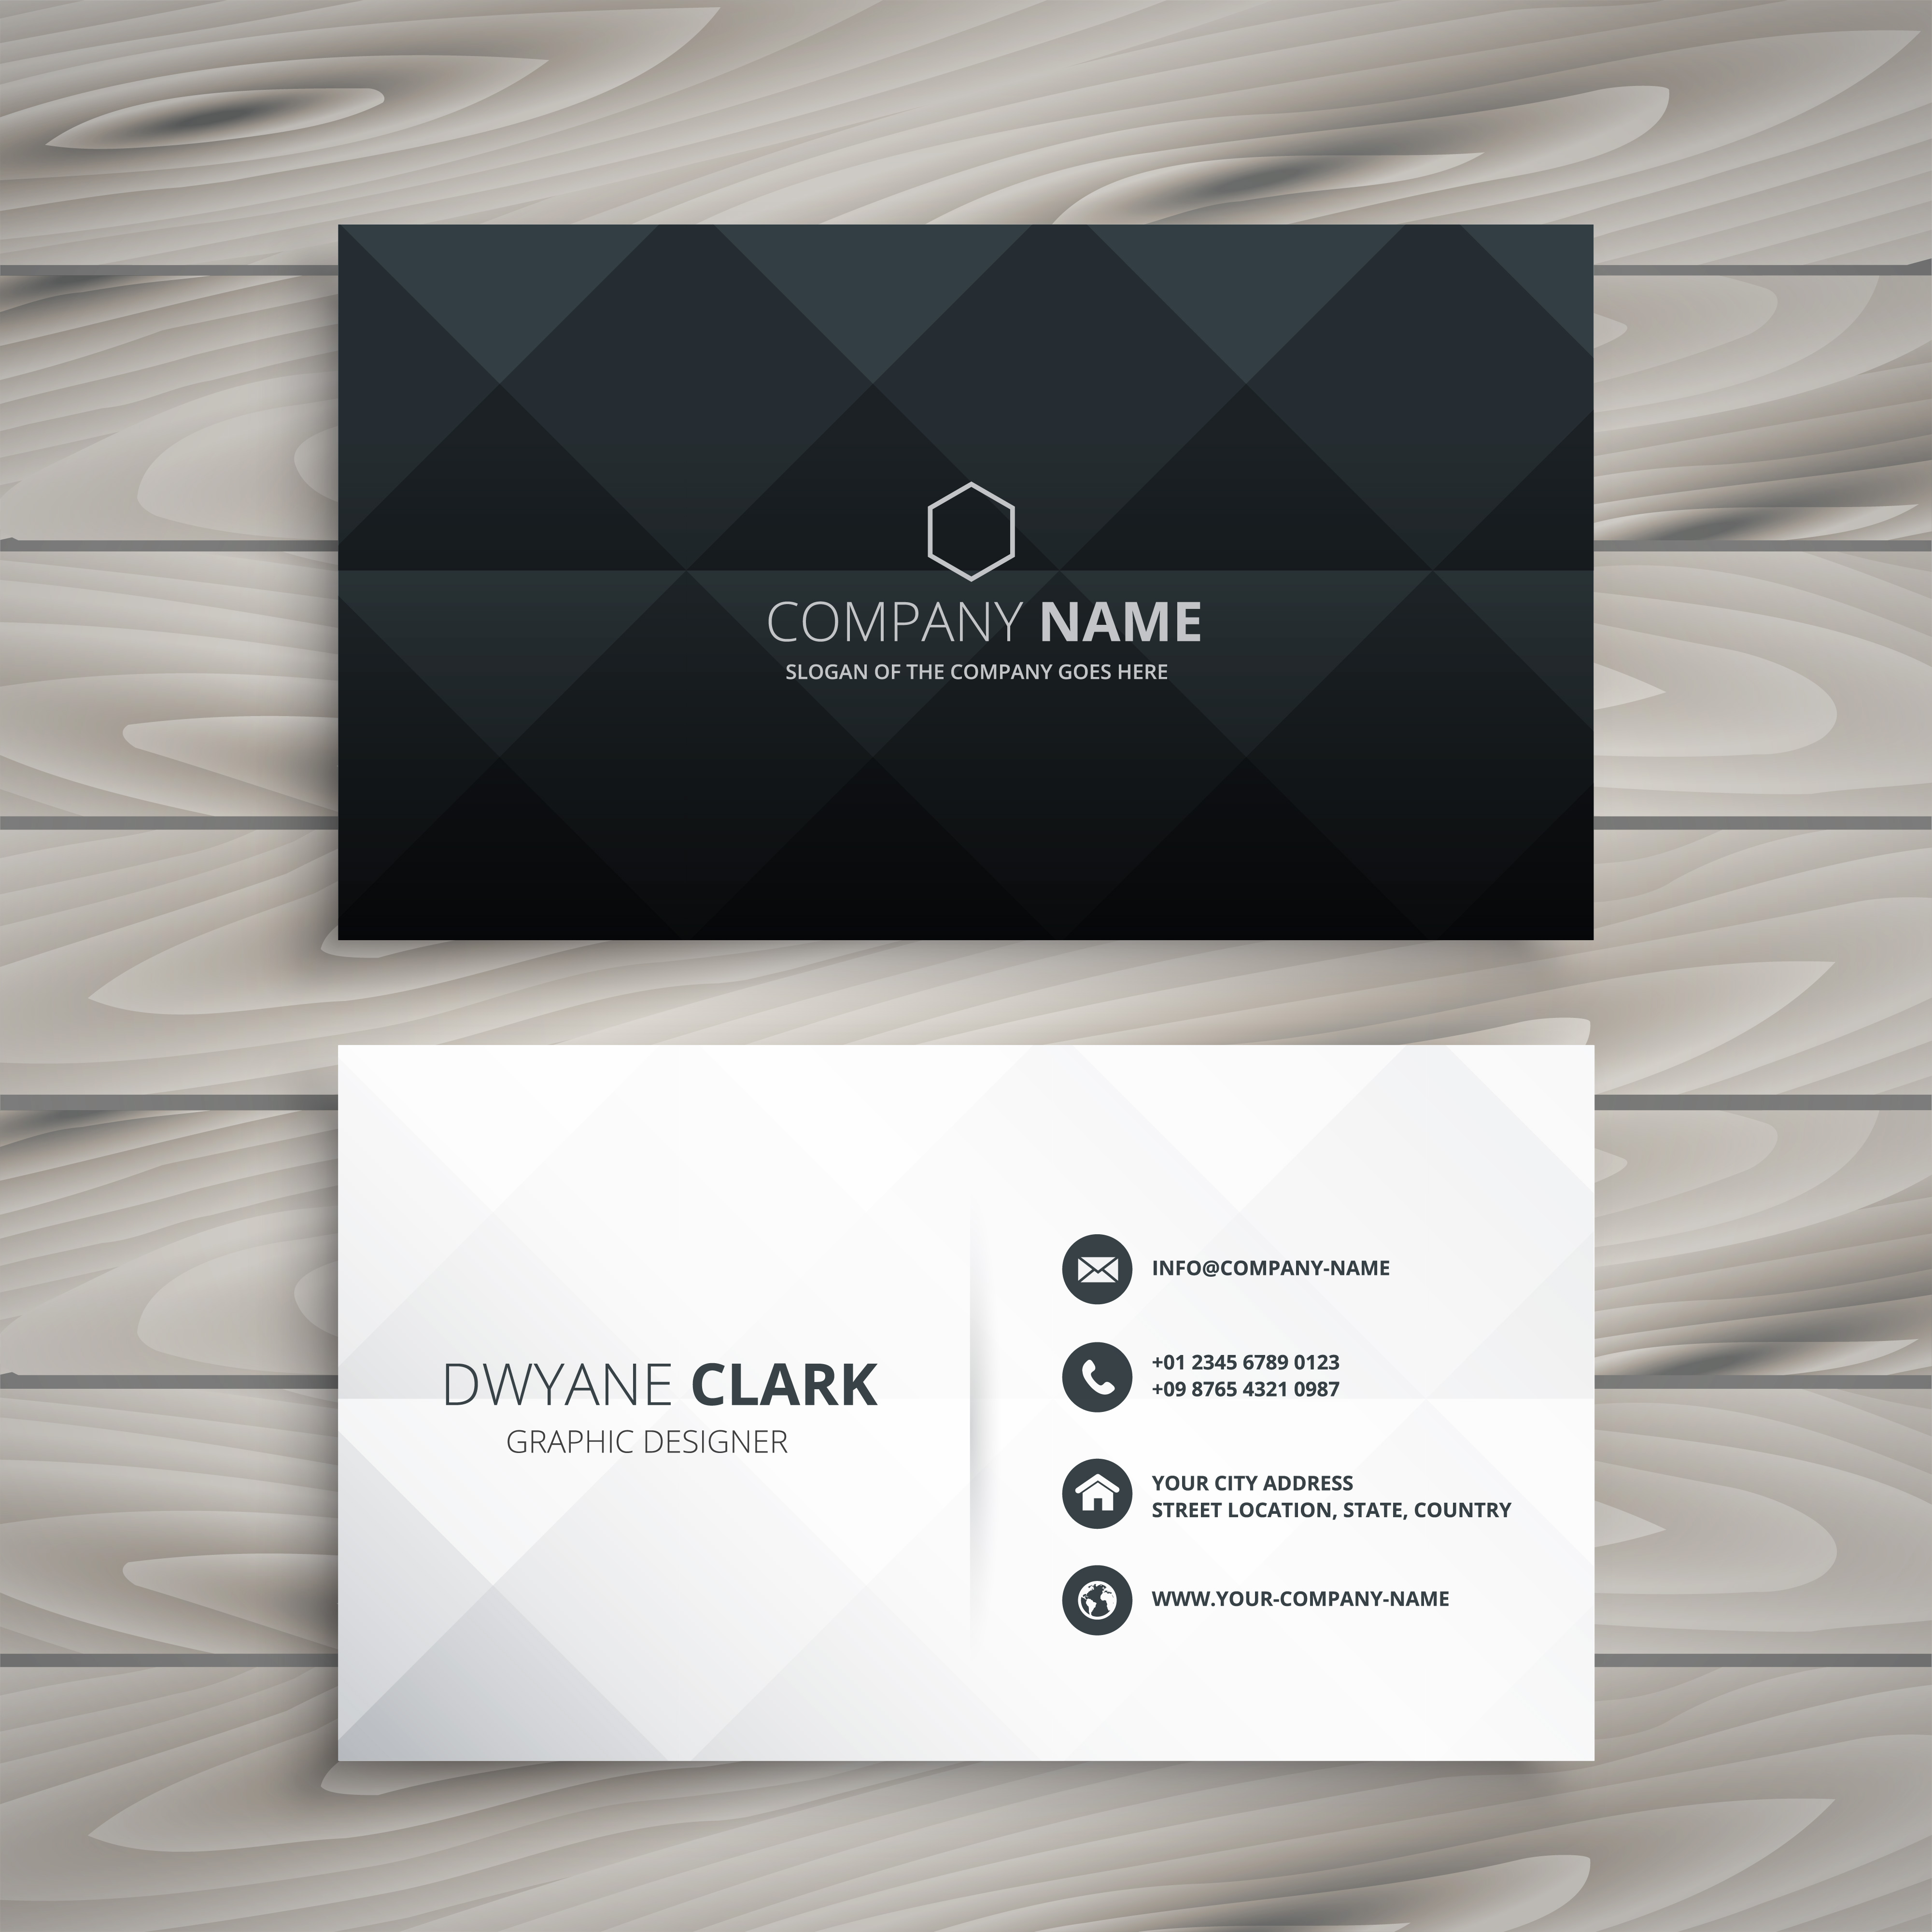 COMPANY NAME
SLOGAN OF THE COMPANY GOES HERE
DWYANE CLARK
GRAPHIC DESIGNER
INFO@COMPANY-NAME
+01 2345 6789 0123
+09 8765 4321 0987
YOUR CITY ADDRESS
STREET LOCATION, STATE, COUNTRY
WWW.YOUR-COMPANY-NAME